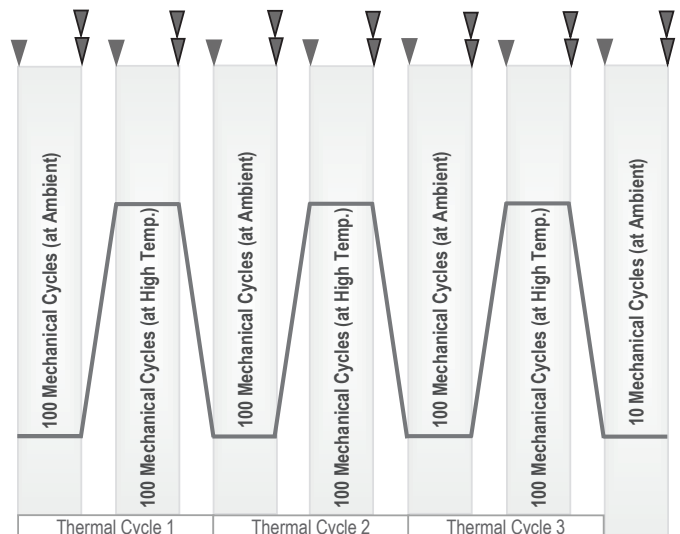 100 Mechanical Cycles (at Ambient)
100 Mechanical Cycles (at High Temp.)
100 Mechanical Cycles (at Ambient)
100 Mechanical Cycles (at High Temp.)
100 Mechanical Cycles (at Ambient)
100 Mechanical Cycles (at High Temp.)
10 Mechanical Cycles (at Ambient)
Thermal Cycle 1
Thermal Cycle 2
Thermal Cycle 3